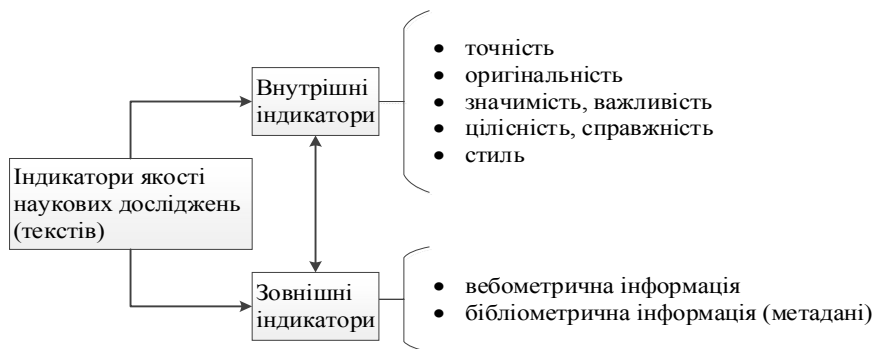 Індикатори якості
наукових досліджень
(текстів)
Внутрішні
індикатори
• точність
• оригінальність
• значимість, важливість
• цілісність, справжність
• стиль
Зовнішні
індикатори
• вебометрична інформація
• бібліометрична інформація (метадані)